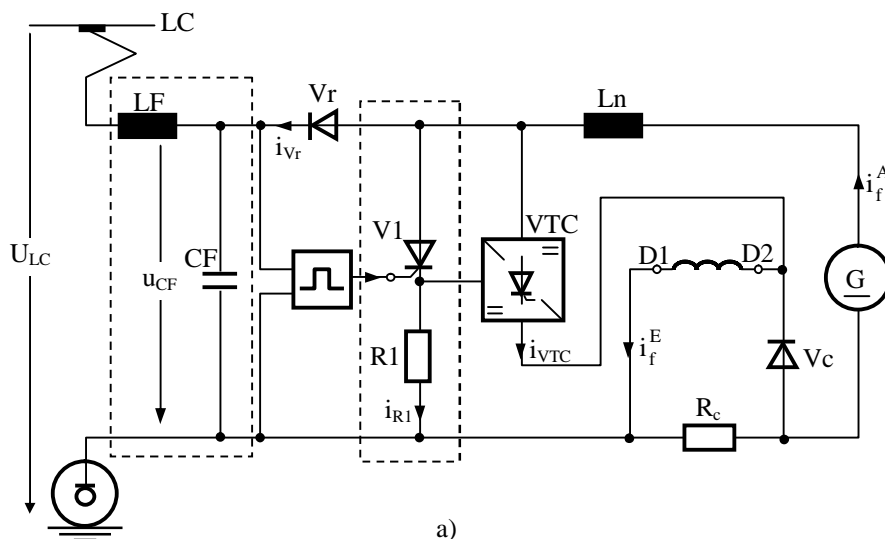 LC
LF
Vr
Ln
i_Vr
i_f^A
V1
VTC
U_LC
CF
u_CF
D1
D2
G
R1
i_VTC
i_f^E
Vc
i_R1
R_c
a)